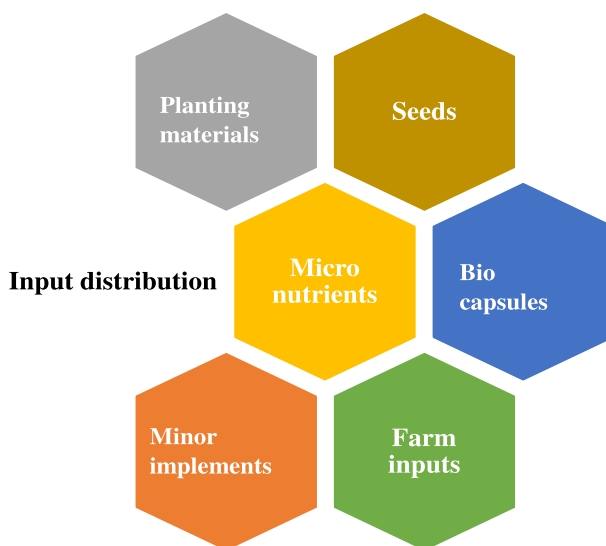 Planting
materials
Seeds
Input distribution
Micro
nutrients
Bio
capsules
Minor
implements
Farm
inputs